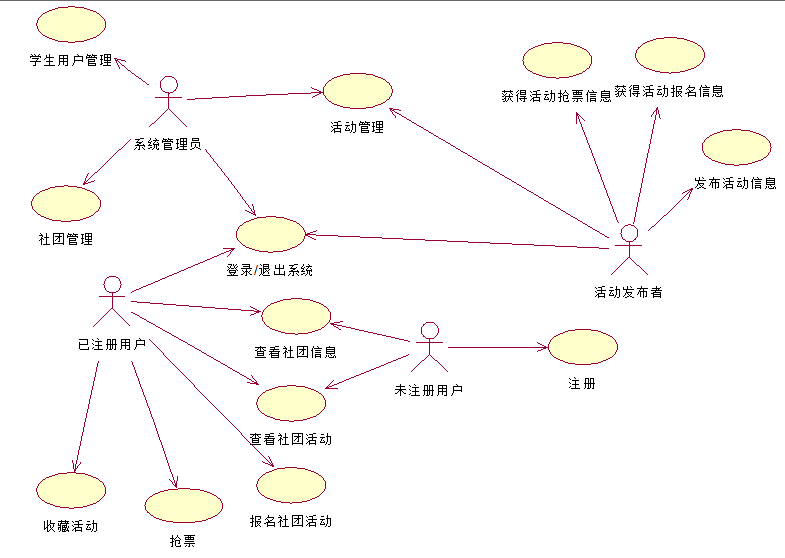 学生用户管理
获得活动抢票信息
获得活动报名信息
活动管理
系统管理员
发布活动信息
社团管理
登录/退出系统
活动发布者
已注册用户
查看社团信息
未注册用户
注册
查看社团活动
收藏活动
报名社团活动
抢票